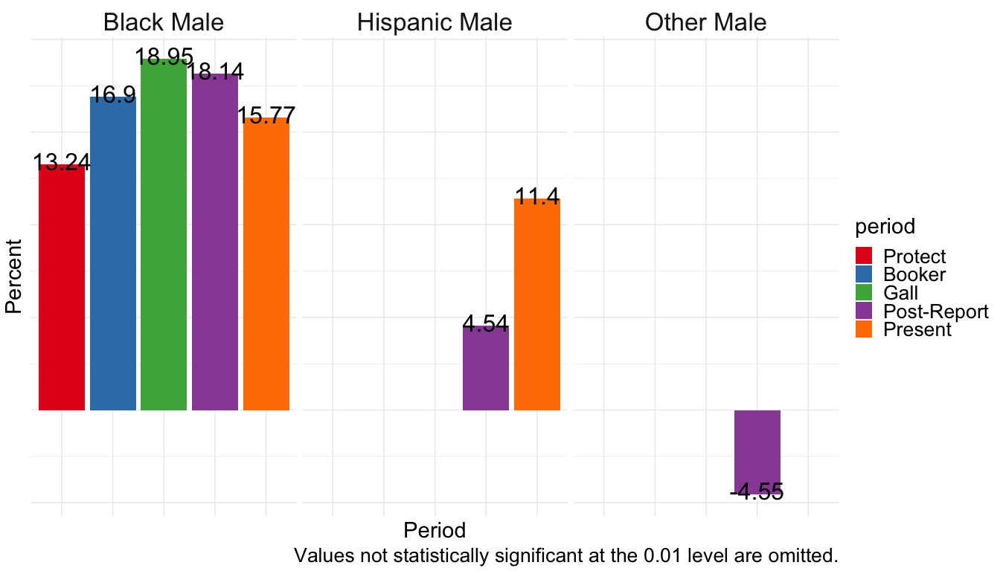 Black Male
Hispanic Male
Other Male
18.95
18.14
16.9
15.77
13.24
11.4
4.54
-4.55
Percent
period
Protect
Booker
Gall
Post-Report
Present
Period
Values not statistically significant at the 0.01 level are omitted.